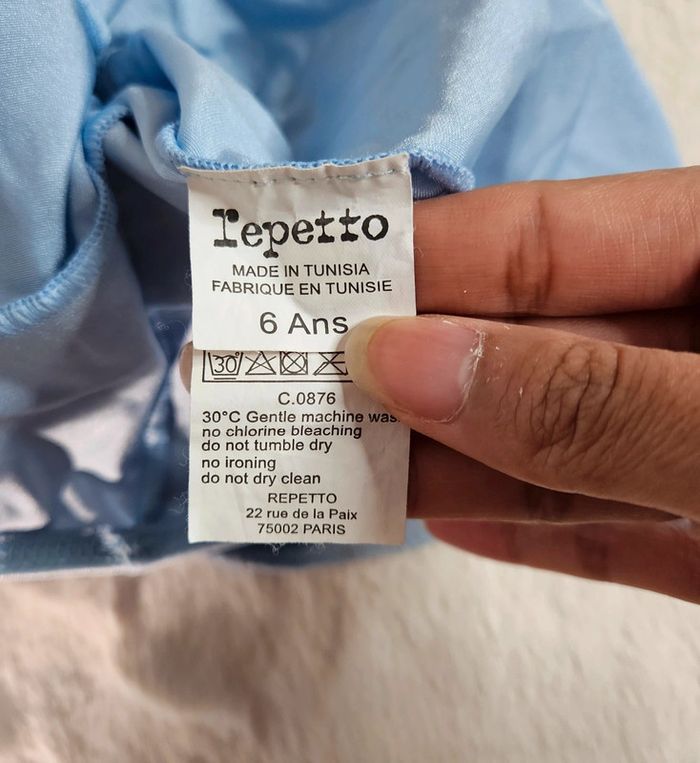 repetto
MADE IN TUNISIA
FABRIQUE EN TUNISIE
6 Ans
30°
C.0876
30°C Gentle machine was
no chlorine bleaching
do not tumble dry
no ironing
do not dry clean
REPETTO
22 rue de la Paix
75002 PARIS